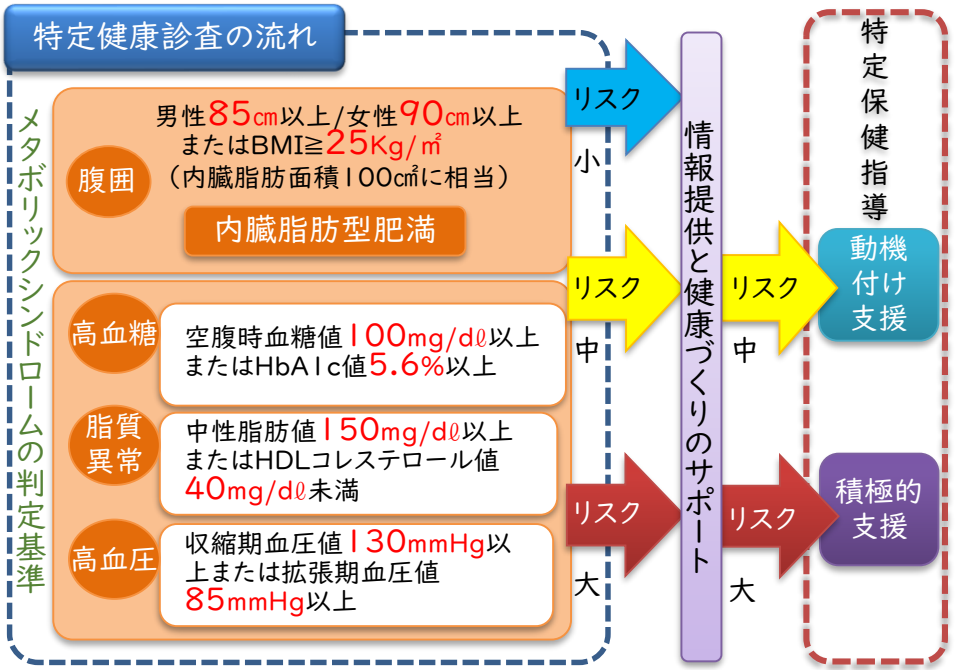 特定健康診査の流れ
メタボリックシンドロームの判定基準
腹囲
男性85㎝以上/女性90㎝以上
またはBMI≧25Kg/㎡
（内臓脂肪面積100㎠に相当）
内臓脂肪型肥満
高血糖
空腹時血糖値100mg/dℓ以上
またはHbA1c値5.6%以上
脂質
異常
中性脂肪値150mg/dℓ以上
またはHDLコレステロール値
40mg/dℓ未満
高血圧
収縮期血圧値130mmHg以
上または拡張期血圧値
85mmHg以上
リスク
小
リスク
中
リスク
大
情報提供と健康づくりのサポート
リスク
中
リスク
大
特定保健指導
動機
付け
支援
積極的
支援